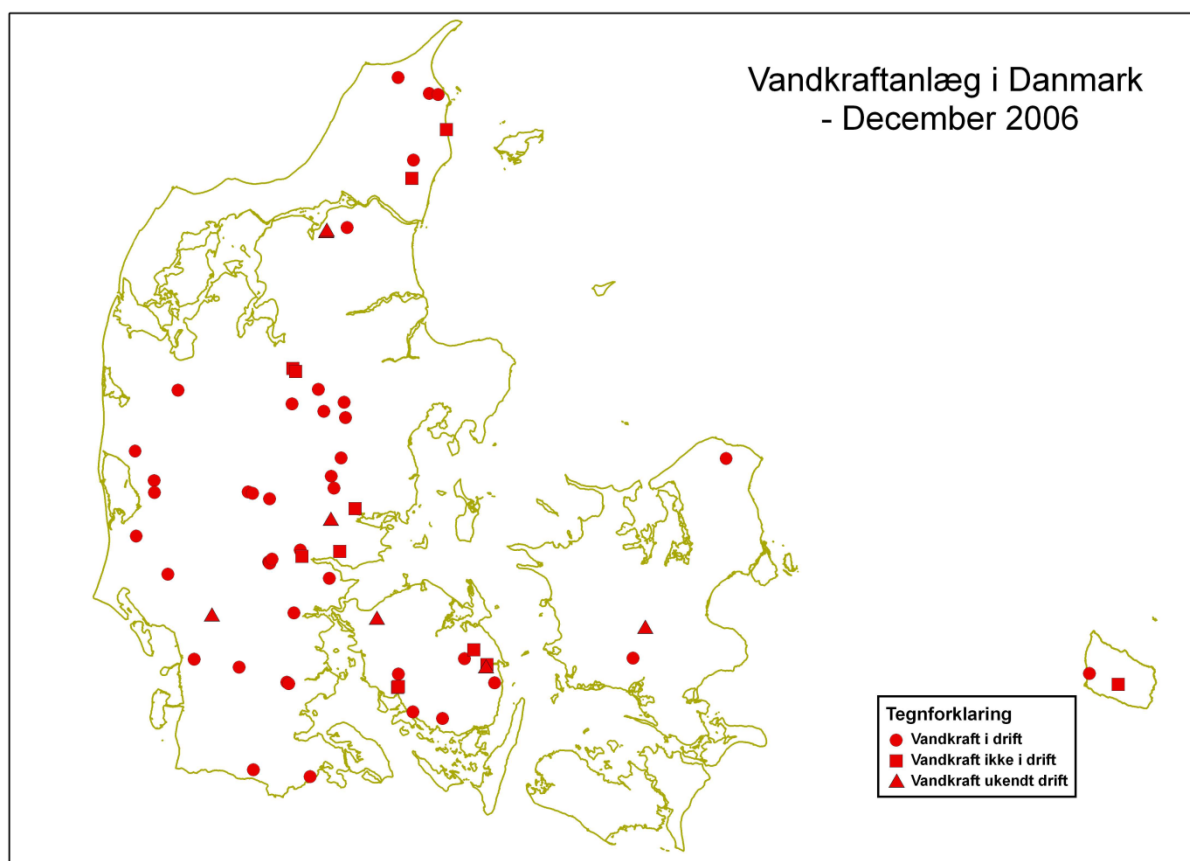 Vandkraftanlæg i Danmark
- December 2006
Tegnforklaring
Vandkraft i drift
Vandkraft ikke i drift
Vandkraft ukendt drift